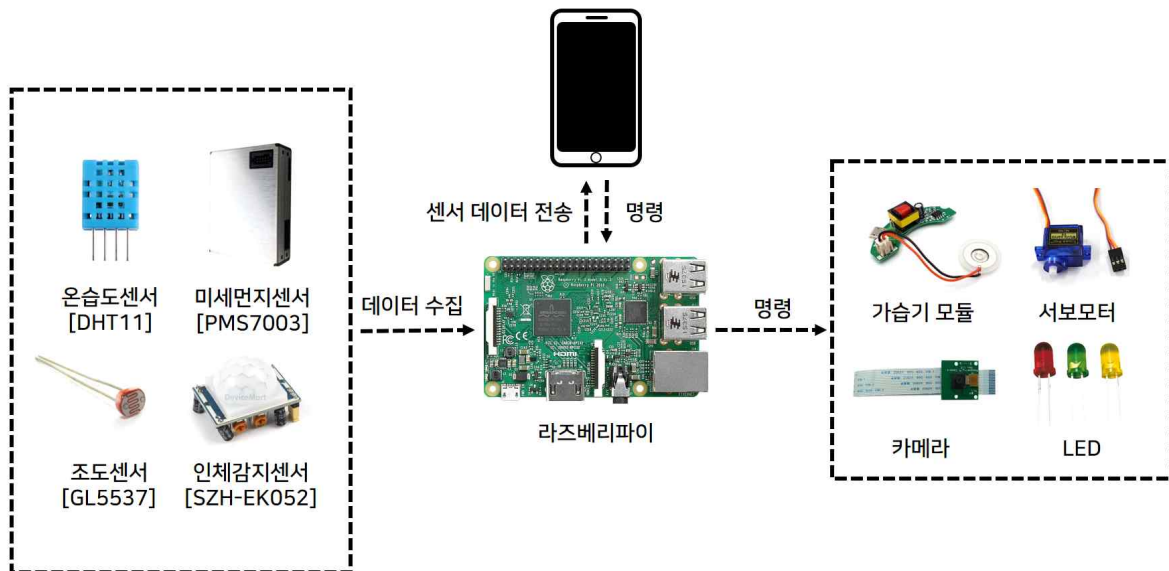 센서 데이터 전송
명령
온습도센서
[DHT11]
미세먼지센서
[PMS7003]
조도센서
[GL5537]
DeviceMart
인체감지센서
[SZH-EK052]
데이터 수집
HDMI
라즈베리파이
명령
가습기 모듈
서보모터
카메라
LED